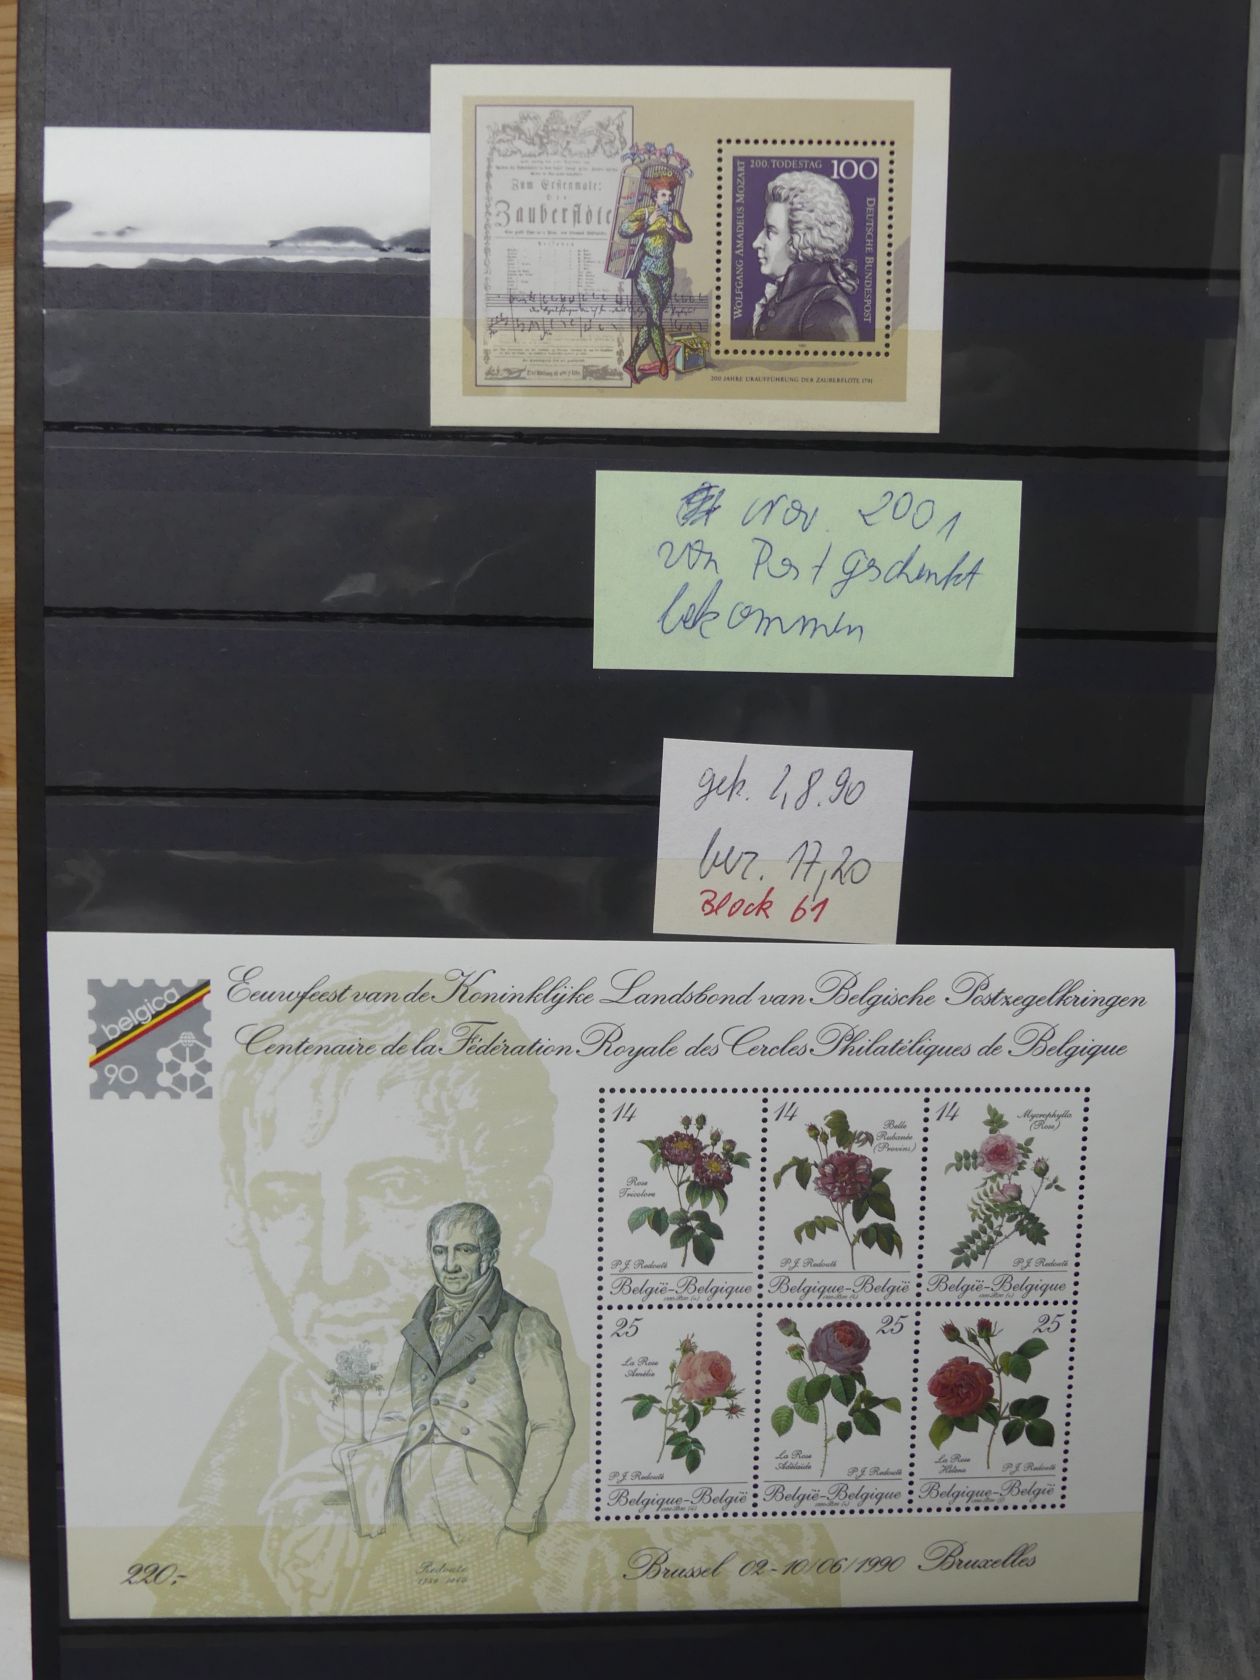 Zum Erstenmale:
Die
Zauberflöte
200. TODESTAG 100
WOLFGANG AMADEUS MOZART
DEUTSCHE BUNDESPOST
200 JAHRE URAUFFÜHRUNG DER ZAUBERFLÖTE 1791
Nov. 2001
von Post geschenkt
bekommen
gek. 2,8.90
bez. 17,20
Block 61
belgica
90
Eeuwfeest van de Koninklijke Landsbond van Belgische Postzegelkringen
Centenaire de la Fédération Royale des Cercles Philatéliques de Belgique
14
Rose
Tricolore
P.J. Redouté
België-Belgique
14
Belle
Rubanée
(Provins)
P.J. Redouté
Belgique-België
14
Mycrophylla
(Rose)
P.J. Redouté
België-Belgique
25
La Rose
Amélie
P.J. Redouté
Belgique-België
25
La Rose
Adélaïde
P.J. Redouté
België-Belgique
25
La Rose
Hélène
P.J. Redouté
Belgique-België
220,-
Redouté
Brussel 02-10/06/1990 Bruxelles